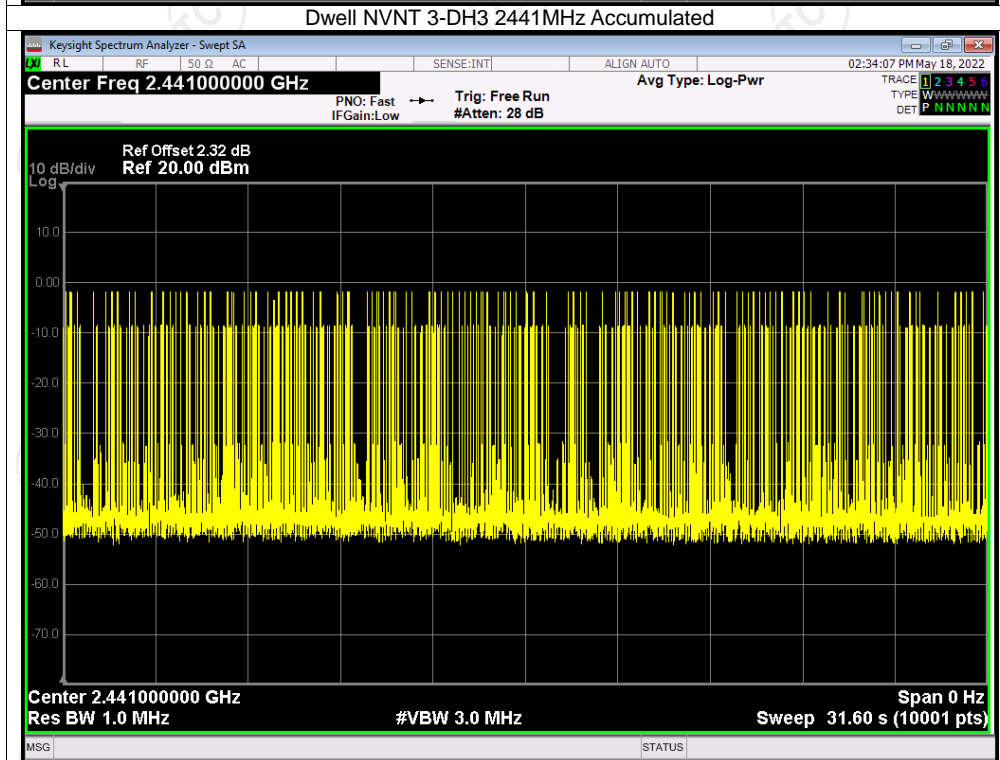 Dwell NVNT 3-DH3 2441MHz Accumulated
Keysight Spectrum Analyzer - Swept SA
LXI RL RF 50 Ω AC SENSE:INT ALIGN AUTO 02:34:07 PM May 18, 2022
Center Freq 2.441000000 GHz
PNO: Fast
IFGain:Low
Trig: Free Run
#Atten: 28 dB
Avg Type: Log-Pwr
TRACE 1 2 3 4 5 6
TYPE WWWWWW
DET P N N N N N
Ref Offset 2.32 dB
10 dB/div Ref 20.00 dBm
Log
10.0
0.00
-10.0
-20.0
-30.0
-40.0
-50.0
-60.0
-70.0
Center 2.441000000 GHz Span 0 Hz
Res BW 1.0 MHz #VBW 3.0 MHz Sweep 31.60 s (10001 pts)
MSG STATUS